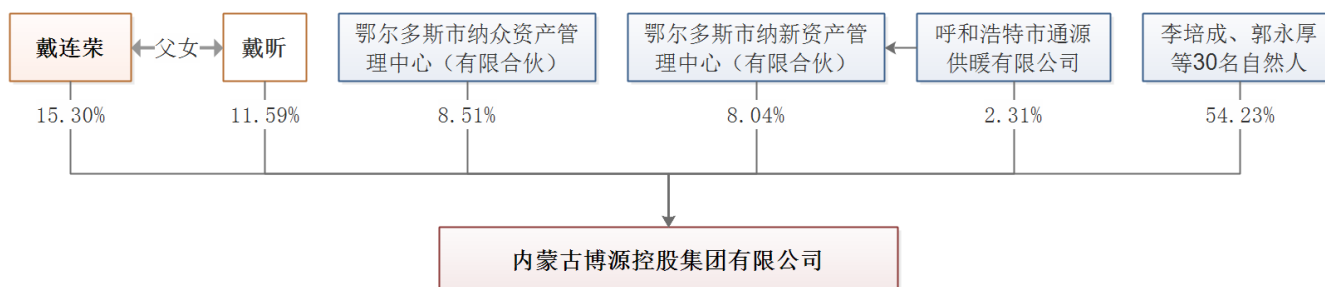 戴连荣
父女
戴昕
鄂尔多斯市纳众资产管
理中心（有限合伙）
鄂尔多斯市纳新资产管
理中心（有限合伙）
呼和浩特市通源
供暖有限公司
李培成、郭永厚
等30名自然人
15.30%
11.59%
8.51%
8.04%
2.31%
54.23%
内蒙古博源控股集团有限公司